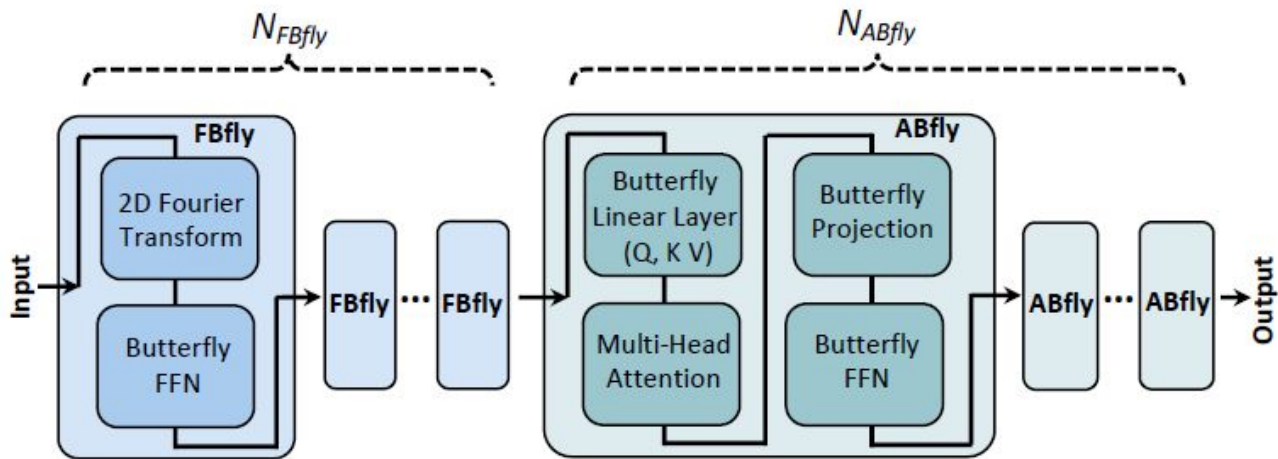 N_FBfly
N_ABfly
Input
FBfly
2D Fourier
Transform
Butterfly
FFN
FBfly
...
FBfly
ABfly
Butterfly
Linear Layer
(Q, K V)
Multi-Head
Attention
Butterfly
Projection
Butterfly
FFN
ABfly
...
ABfly
Output